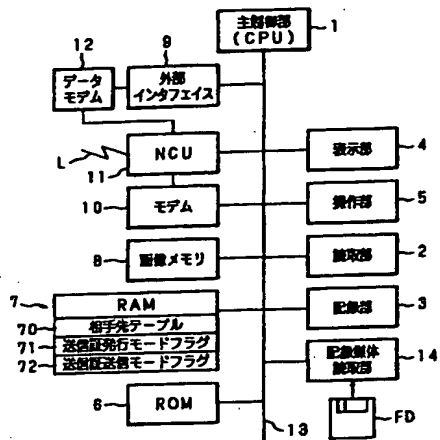 12
9
主制御部
(CPU)
1
データ
モデム
外部
インタフェイス
L
NCU
11
表示部
4
10
モデム
操作部
5
8
画像メモリ
読取部
2
7
RAM
70
相手先テーブル
71
送信証発行モードフラグ
72
送信証送信モードフラグ
記録部
3
記録媒体
読取部
14
6
ROM
13
FD